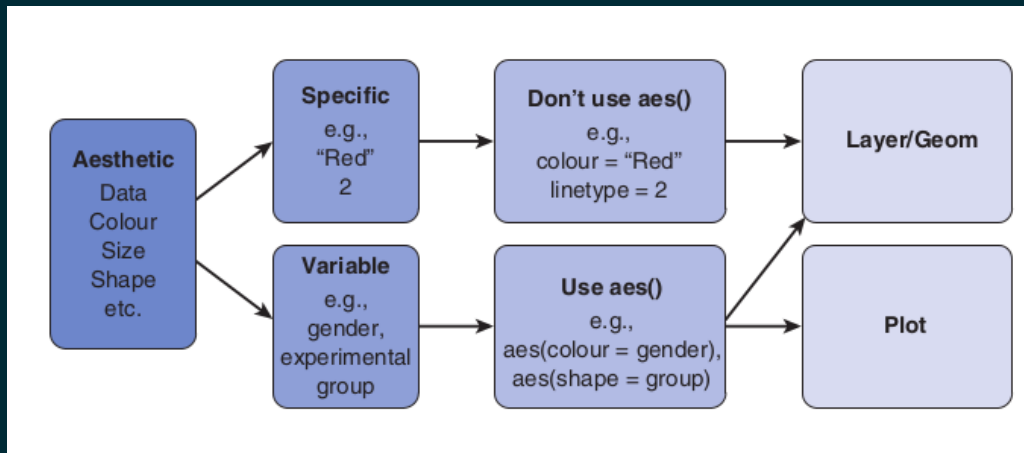 Aesthetic
Data
Colour
Size
Shape
etc.
Specific
e.g.,
“Red”
2
Don’t use aes()
e.g.,
colour = “Red”
linetype = 2
Layer/Geom
Variable
e.g.,
gender,
experimental
group
Use aes()
e.g.,
aes(colour = gender),
aes(shape = group)
Plot